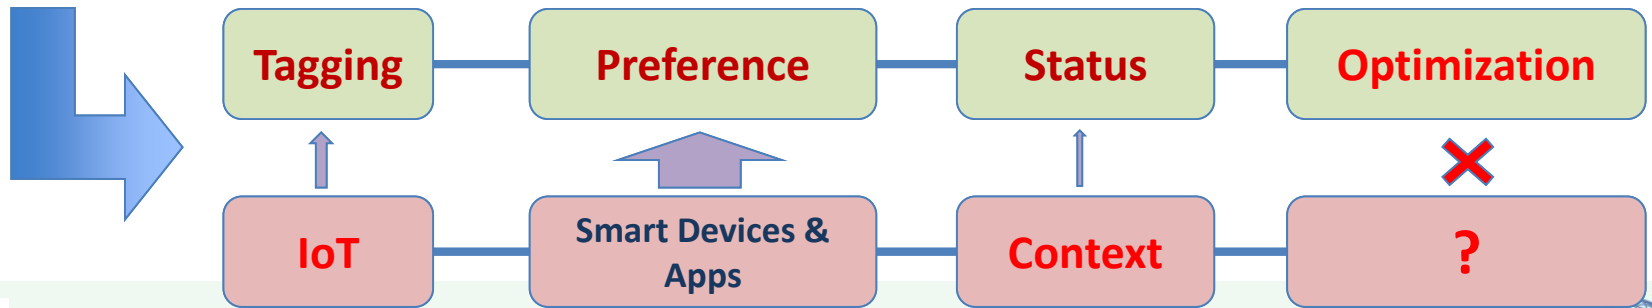 Tagging
Preference
Status
Optimization
IoT
Smart Devices &
Apps
Context
?